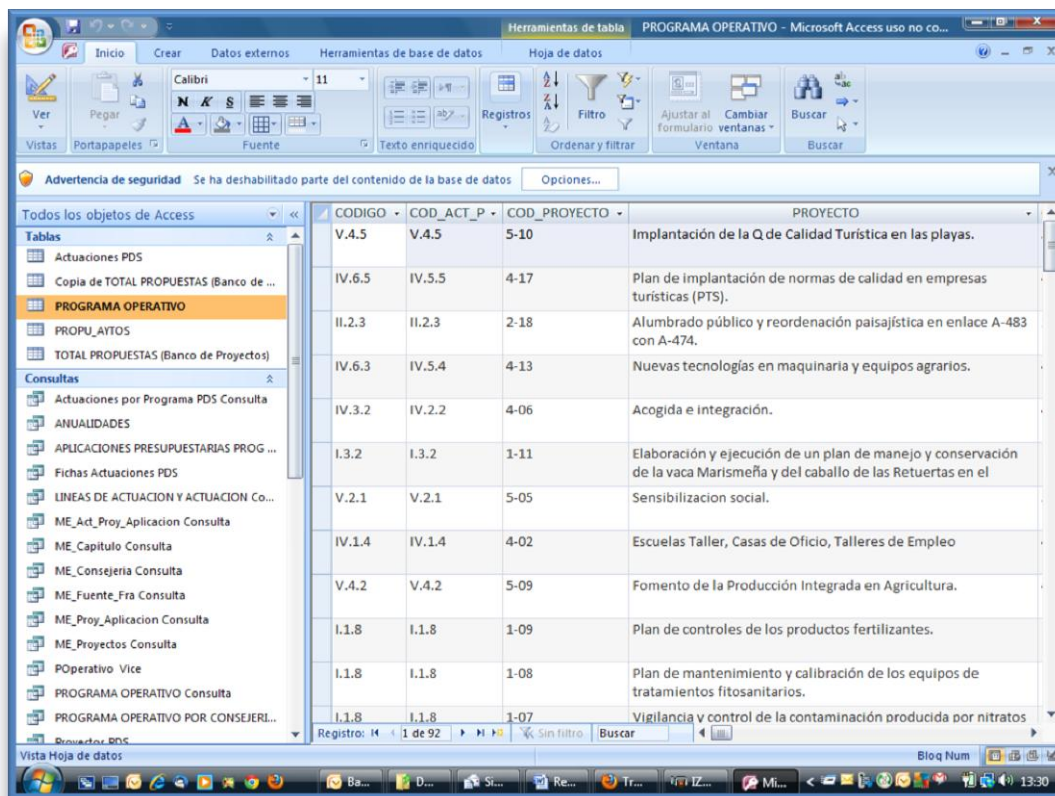 Herramientas de tabla
PROGRAMA OPERATIVO - Microsoft Access uso no co...
Inicio Crear Datos externos Herramientas de base de datos Hoja de datos
Ver
Pegar
Calibri 11
N K S
A
Registros
Filtro
Ajustar al formulario
Cambiar ventanas
Buscar
Vistas Portapapeles Fuente Texto enriquecido Ordenar y filtrar Ventana Buscar
Advertencia de seguridad Se ha deshabilitado parte del contenido de la base de datos Opciones...
Todos los objetos de Access
Tablas
Actuaciones PDS
Copia de TOTAL PROPUESTAS (Banco de ...
PROGRAMA OPERATIVO
PROPU_AYTOS
TOTAL PROPUESTAS (Banco de Proyectos)
Consultas
Actuaciones por Programa PDS Consulta
ANUALIDADES
APLICACIONES PRESUPUESTARIAS PROG ...
Fichas Actuaciones PDS
LINEAS DE ACTUACION Y ACTUACION Co...
ME_Act_Proy_Aplicacion Consulta
ME_Capitulo Consulta
ME_Consejeria Consulta
ME_Fuente_Fra Consulta
ME_Proy_Aplicacion Consulta
ME_Proyectos Consulta
POperativo Vice
PROGRAMA OPERATIVO Consulta
PROGRAMA OPERATIVO POR CONSEJERI...
Proyectos PDS
CODIGO COD_ACT_P COD_PROYECTO PROYECTO
V.4.5 V.4.5 5-10 Implantación de la Q de Calidad Turística en las playas.
IV.6.5 IV.5.5 4-17 Plan de implantación de normas de calidad en empresas
turísticas (PTS).
II.2.3 II.2.3 2-18 Alumbrado público y reordenación paisajística en enlace A-483
con A-474.
IV.6.3 IV.5.4 4-13 Nuevas tecnologías en maquinaria y equipos agrarios.
IV.3.2 IV.2.2 4-06 Acogida e integración.
I.3.2 I.3.2 1-11 Elaboración y ejecución de un plan de manejo y conservación
de la vaca Marismeña y del caballo de las Retuertas en el
V.2.1 V.2.1 5-05 Sensibilizacion social.
IV.1.4 IV.1.4 4-02 Escuelas Taller, Casas de Oficio, Talleres de Empleo
V.4.2 V.4.2 5-09 Fomento de la Producción Integrada en Agricultura.
I.1.8 I.1.8 1-09 Plan de controles de los productos fertilizantes.
I.1.8 I.1.8 1-08 Plan de mantenimiento y calibración de los equipos de
tratamientos fitosanitarios.
I.1.8 I.1.8 1-07 Vigilancia y control de la contaminación producida por nitratos
Registro: 1 de 92 Sin filtro Buscar
Vista Hoja de datos Bloq Num
Ba... D... Si... Re... Tr... IZ... Mi... 13:30